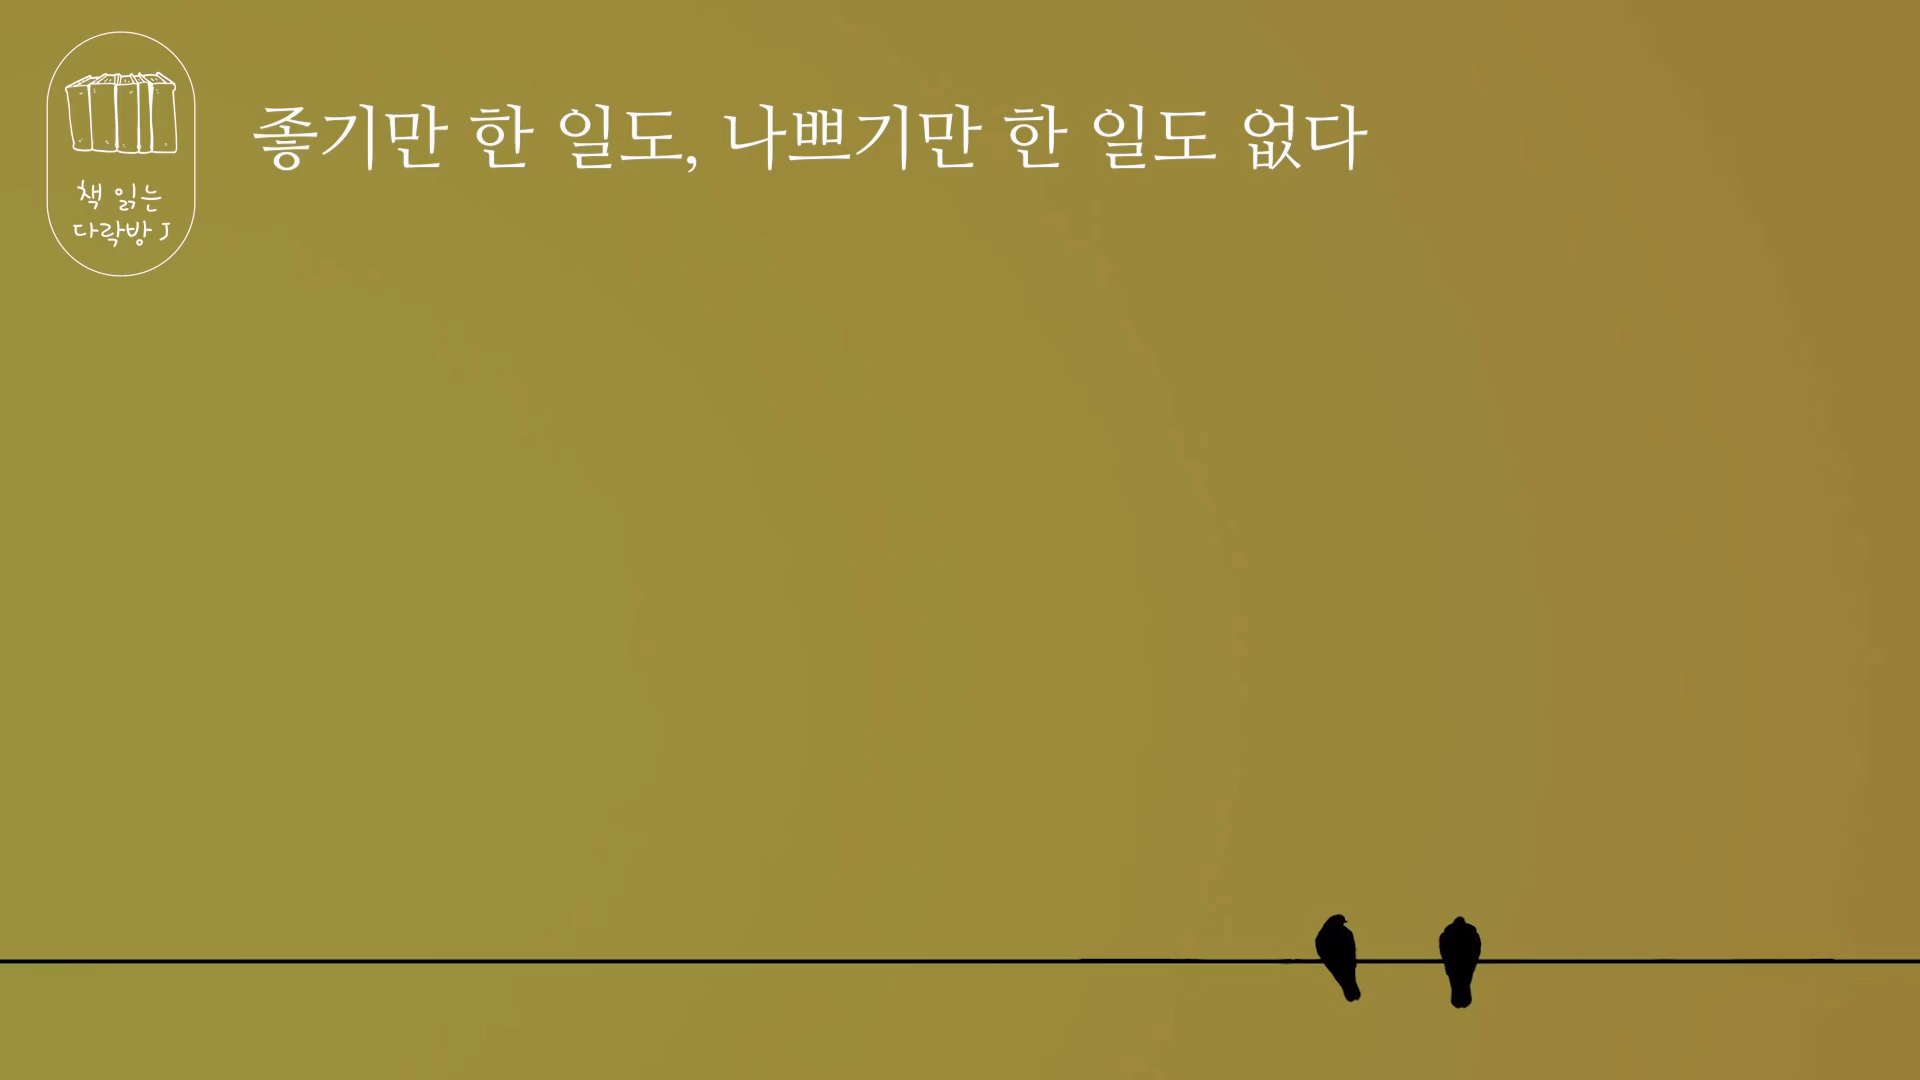 책 읽는
다락방 J
좋기만 한 일도, 나쁘기만 한 일도 없다